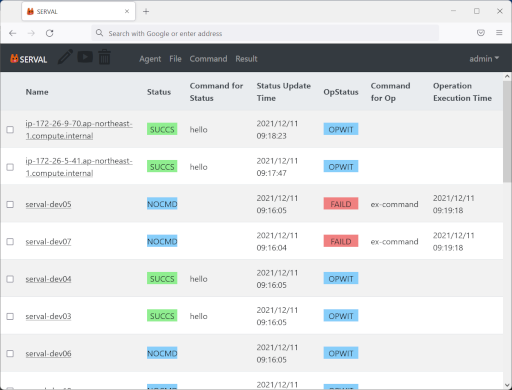 SERVAL
Search with Google or enter address
SERVAL Agent File Command Result admin
Name Status Command for Status Status Update Time OpStatus Command for Op Operation Execution Time
ip-172-26-9-70.ap-northeast-1.compute.internal SUCCS hello 2021/12/11 09:18:23 OPWIT
ip-172-26-5-41.ap-northeast-1.compute.internal SUCCS hello 2021/12/11 09:17:47 OPWIT
serval-dev05 NOCMD 2021/12/11 09:16:05 FAILD ex-command 2021/12/11 09:19:18
serval-dev07 NOCMD 2021/12/11 09:16:04 FAILD ex-command 2021/12/11 09:19:18
serval-dev04 SUCCS hello 2021/12/11 09:16:05 OPWIT
serval-dev03 SUCCS hello 2021/12/11 09:16:05 OPWIT
serval-dev06 NOCMD 2021/12/11 09:16:05 OPWIT
NOCMD 2021/12/11 OPWIT